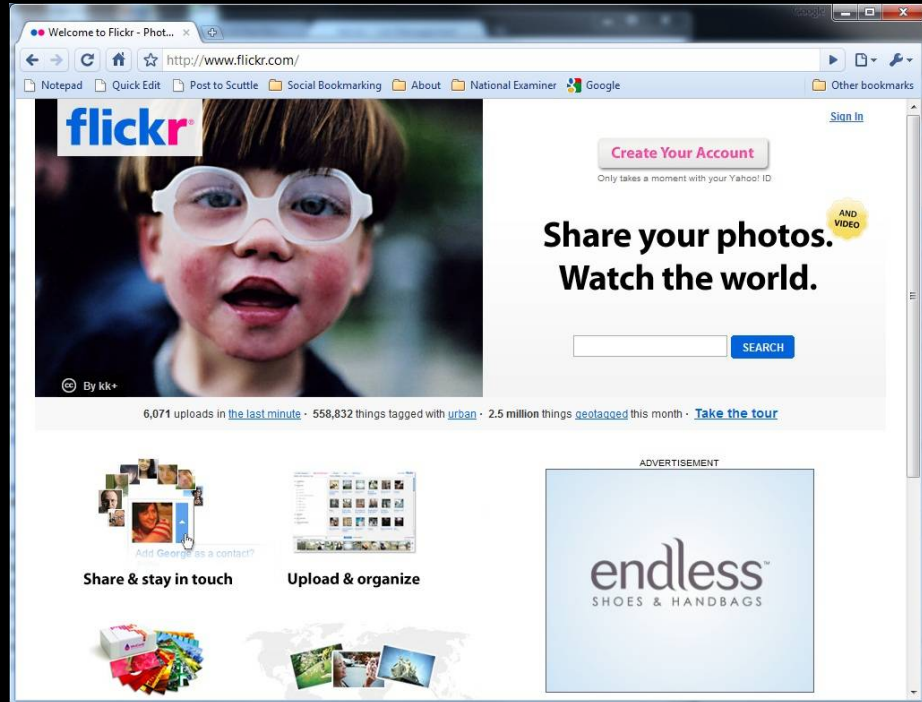 Google
Welcome to Flickr - Phot...
http://www.flickr.com/
Notepad Quick Edit Post to Scuttle Social Bookmarking About National Examiner Google Other bookmarks
flickr®
Sign In
Create Your Account
Only takes a moment with your Yahoo! ID
AND
VIDEO
Share your photos.
Watch the world.
SEARCH
cc By kk+
6,071 uploads in the last minute · 558,832 things tagged with urban · 2.5 million things geotagged this month · Take the tour
ADVERTISEMENT
Add George as a contact?
Share & stay in touch
Upload & organize
endless™
SHOES & HANDBAGS